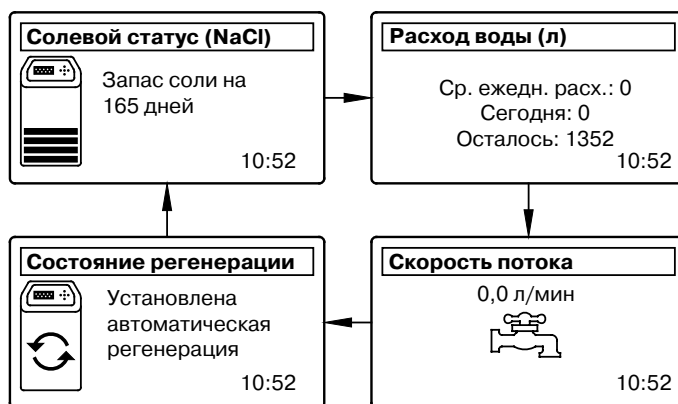 Солевой статус (NaCl)
Запас соли на
165 дней
10:52
Расход воды (л)
Ср. ежедн. расх.: 0
Сегодня: 0
Осталось: 1352
10:52
Состояние регенерации
Установлена
автоматическая
регенерация
10:52
Скорость потока
0,0 л/мин
10:52